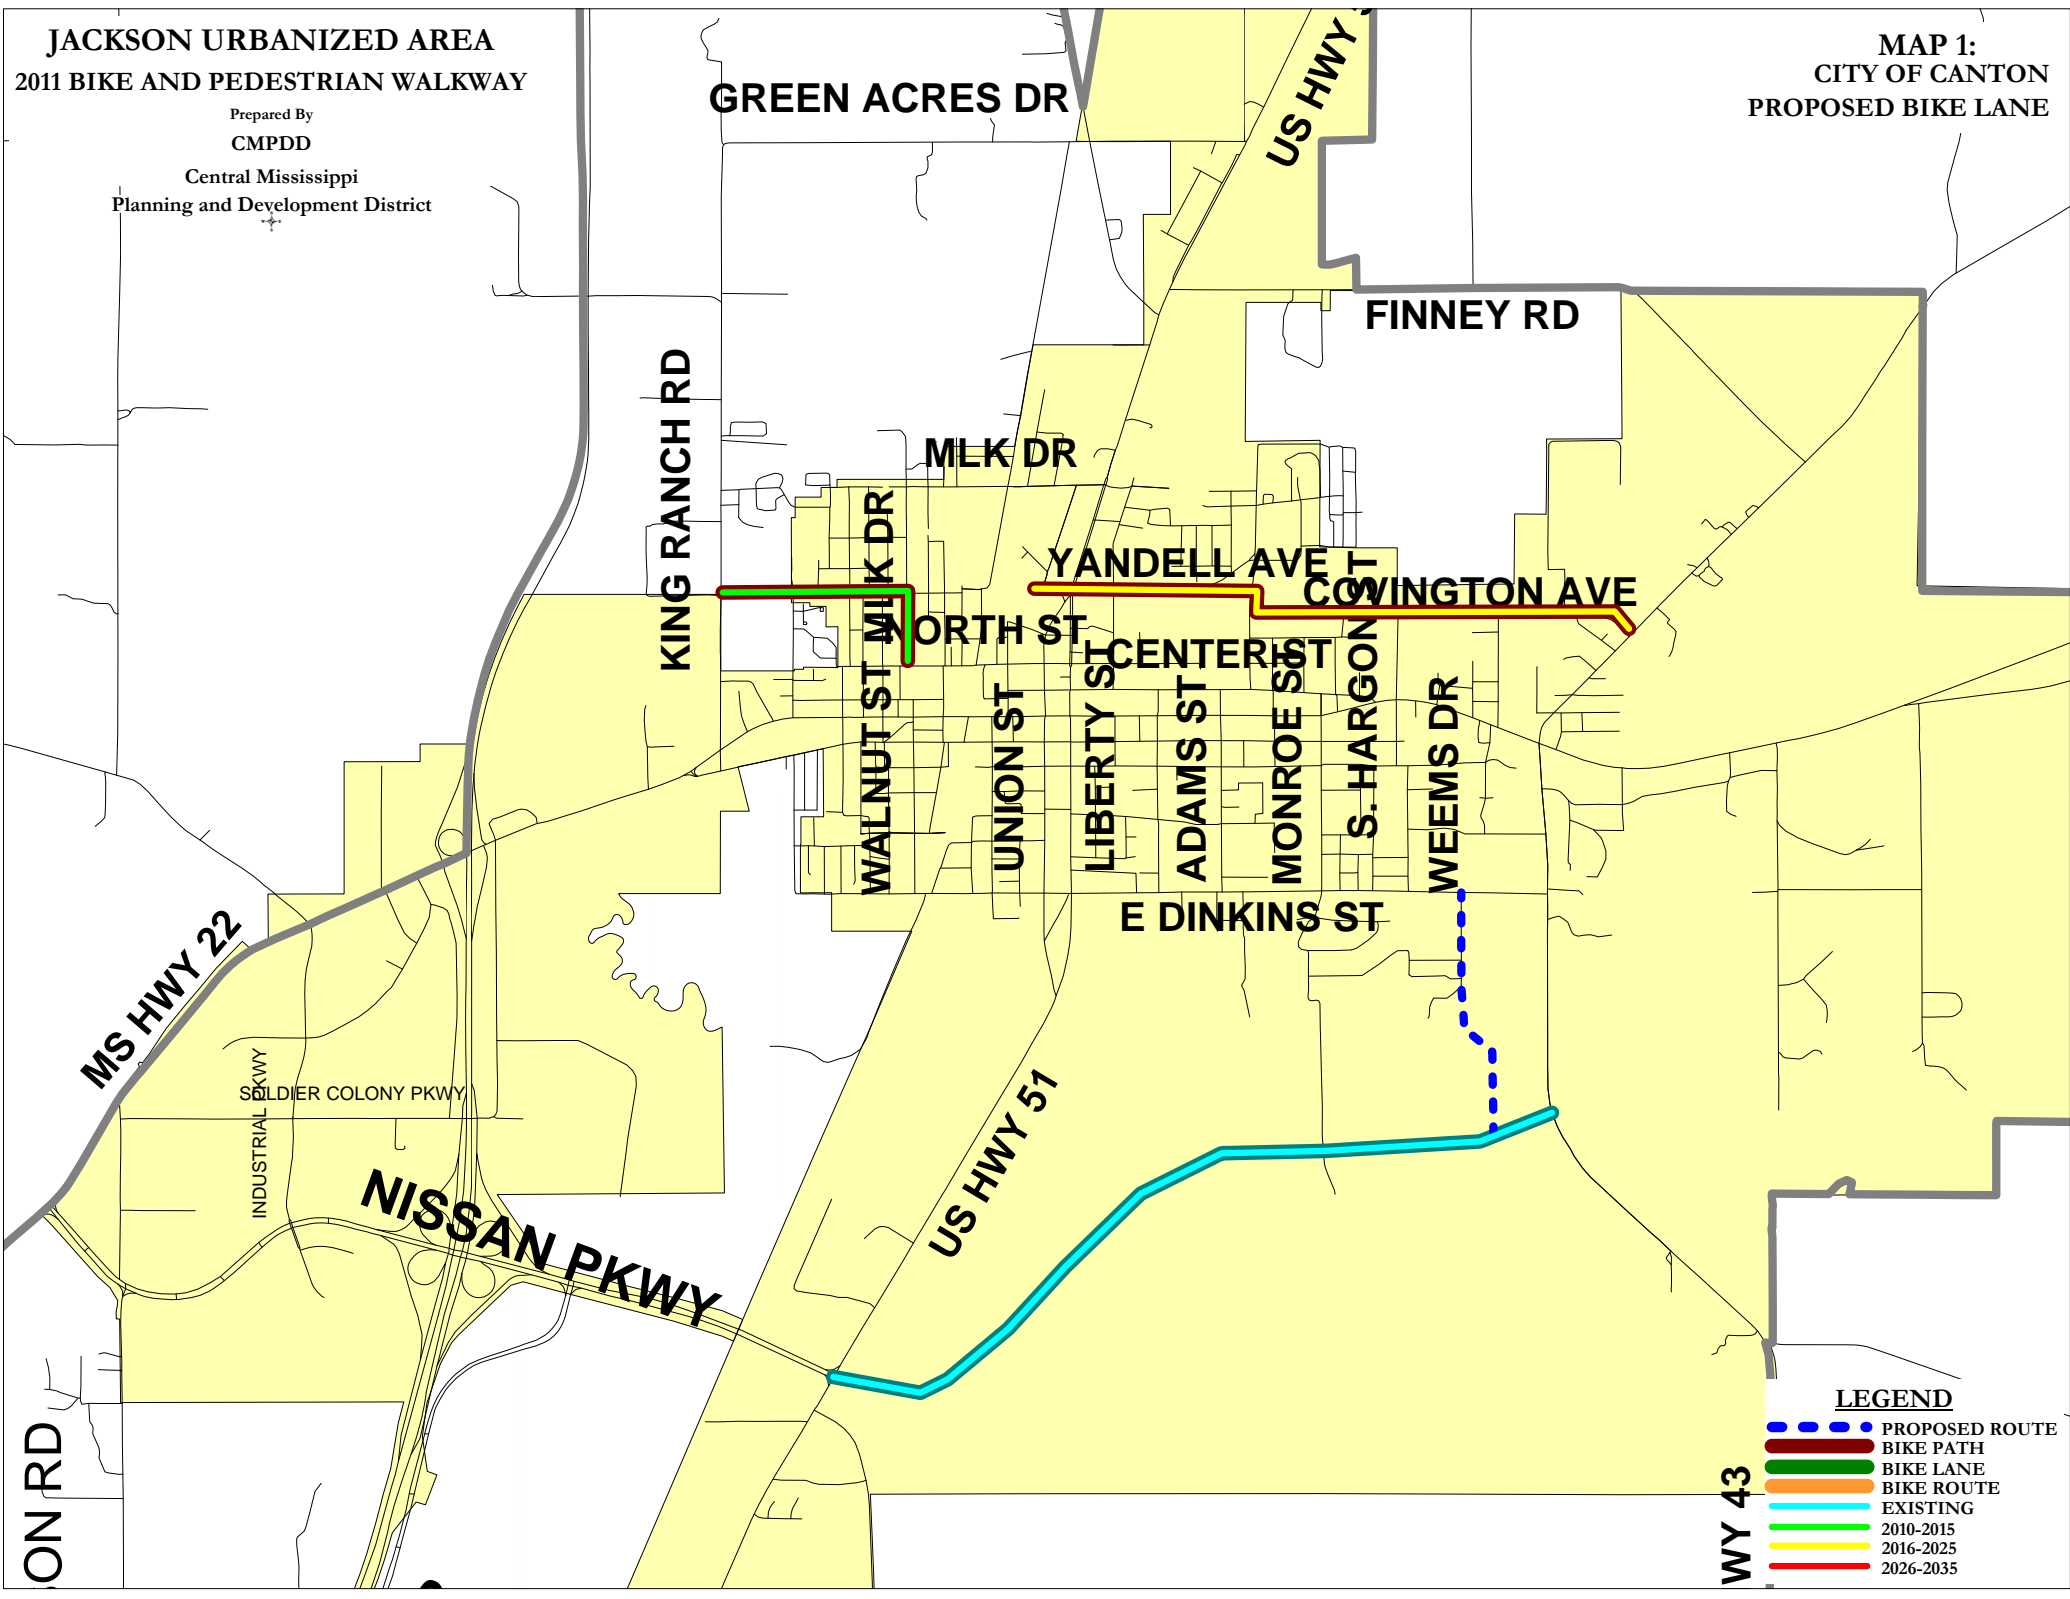 JACKSON URBANIZED AREA
2011 BIKE AND PEDESTRIAN WALKWAY
Prepared By
CMPDD
Central Mississippi
Planning and Development District
MAP 1:
CITY OF CANTON
PROPOSED BIKE LANE
GREEN ACRES DR
US HWY
FINNEY RD
KING RANCH RD
MLK DR
MLK DR
YANDELL AVE
COVINGTON AVE
NORTH ST
CENTER ST
WALNUT ST
UNION ST
LIBERTY ST
ADAMS ST
MONROE ST
S. HARGON ST
WEEMS DR
E DINKINS ST
MS HWY 22
SOLDIER COLONY PKWY
INDUSTRIAL PKWY
NISSAN PKWY
US HWY 51
SON RD
WY 43
LEGEND
PROPOSED ROUTE
BIKE PATH
BIKE LANE
BIKE ROUTE
EXISTING
2010-2015
2016-2025
2026-2035